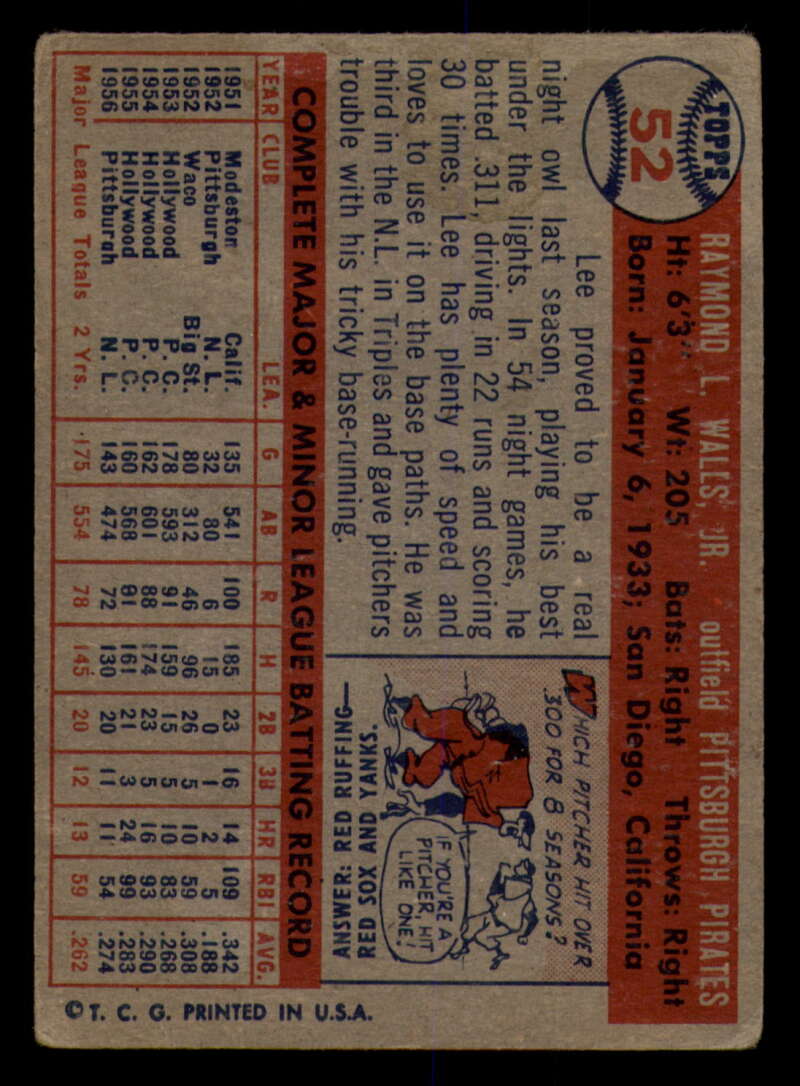 TOPPS
52
RAYMOND L. WALLS, JR. outfield PITTSBURGH PIRATES
Ht: 6'3" Wt: 205 Bats: Right Throws: Right
Born: January 6, 1933; San Diego, California
Lee proved to be a real
night owl last season, playing his best
under the lights. In 54 night games, he
batted .311, driving in 22 runs and scoring
30 times. Lee has plenty of speed and
loves to use it on the base paths. He was
third in the N.L. in Triples and gave pitchers
trouble with his tricky base-running.
WHICH PITCHER HIT OVER
.300 FOR 8 SEASONS?
IF YOU'RE A
PITCHER, HIT
LIKE ONE!
ANSWER: RED RUFFING—
RED SOX AND YANKS.
COMPLETE MAJOR & MINOR LEAGUE BATTING RECORD
YEAR CLUB LEA. G AB R H 2B 3B HR RBI AVG.
1951 Modesto Calif. 135 541 100 185 23 16 14 109 .342
1952 Pittsburgh N. L. 32 80 6 15 0 1 2 5 .188
1952 Waco Big St. 80 312 46 96 26 5 10 59 .308
1953 Hollywood P. C. 178 593 91 159 15 5 10 83 .268
1954 Hollywood P. C. 162 601 88 174 23 5 16 93 .290
1955 Hollywood P. C. 160 568 81 161 21 3 24 99 .283
1956 Pittsburgh N. L. 143 474 72 130 20 11 11 54 .274
Major League Totals 2 Yrs. 175 554 78 145 20 12 13 59 .262
© T. C. G. PRINTED IN U.S.A.